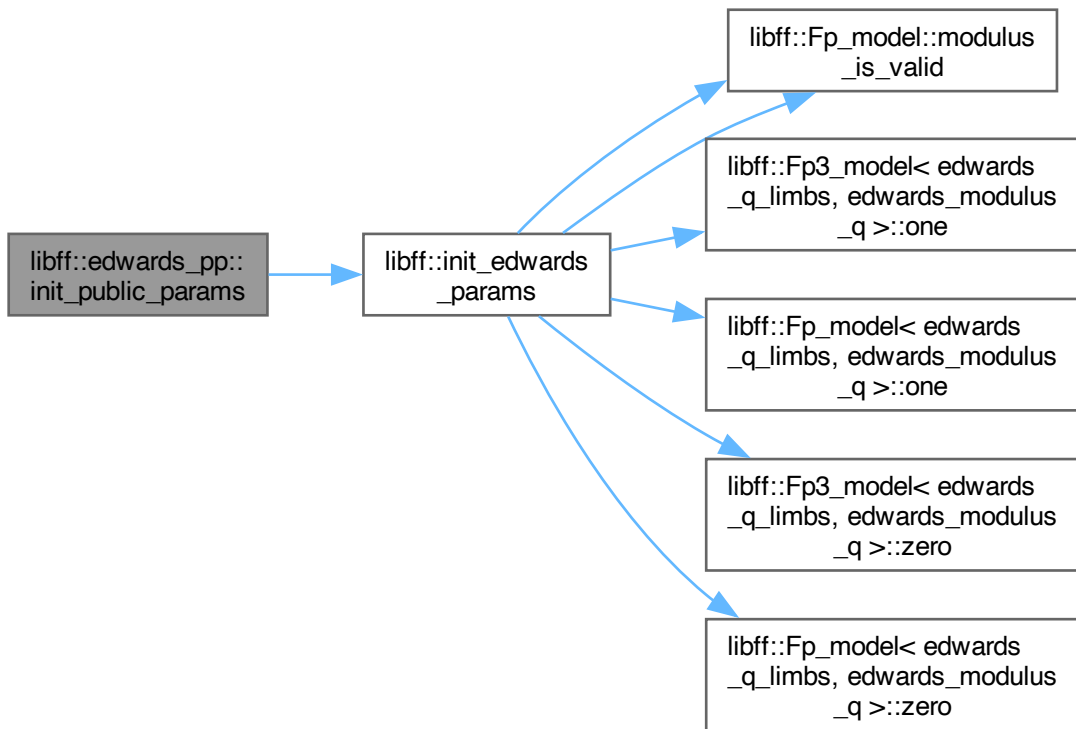 libff::edwards_pp::
init_public_params
libff::init_edwards
_params
libff::Fp_model::modulus
_is_valid
libff::Fp3_model< edwards
_q_limbs, edwards_modulus
_q >::one
libff::Fp_model< edwards
_q_limbs, edwards_modulus
_q >::one
libff::Fp3_model< edwards
_q_limbs, edwards_modulus
_q >::zero
libff::Fp_model< edwards
_q_limbs, edwards_modulus
_q >::zero